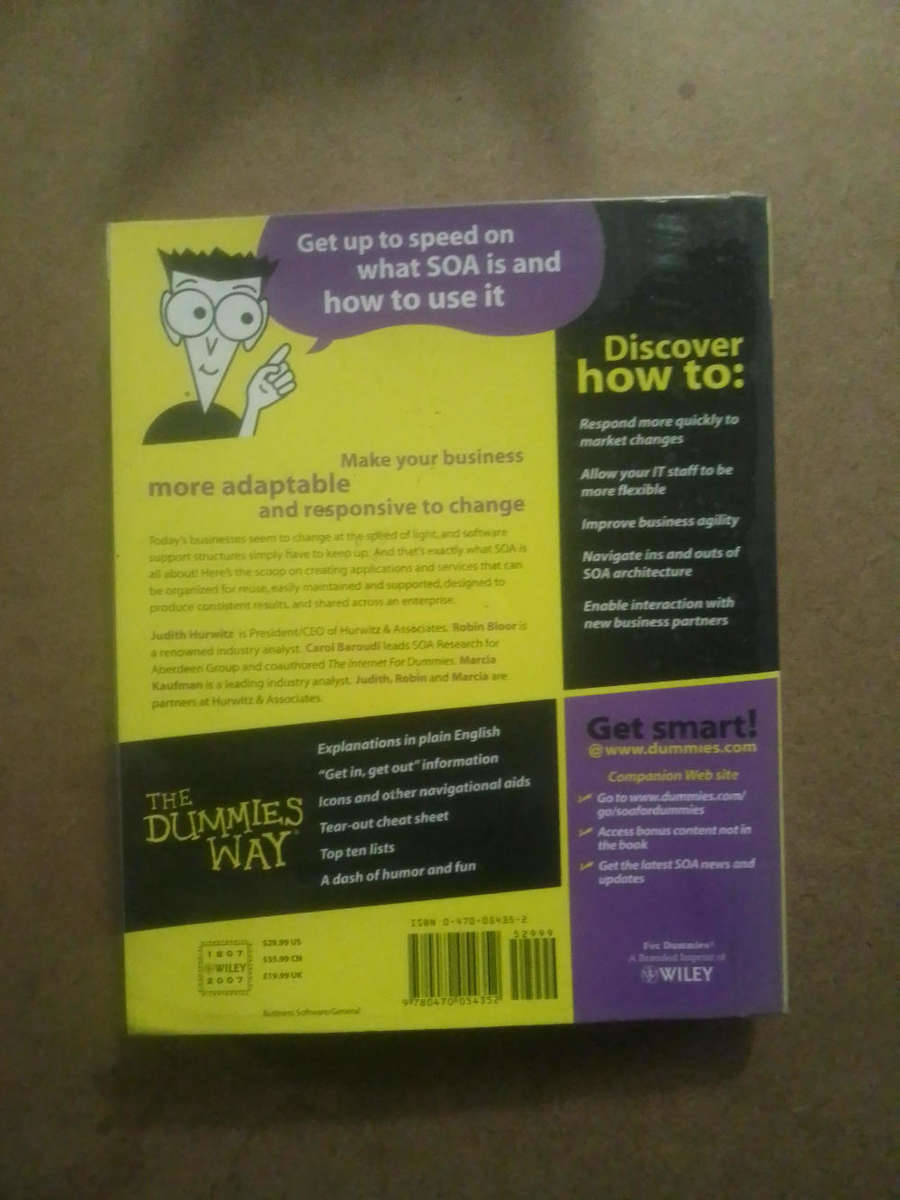 Get up to speed on
what SOA is and
how to use it
Make your business
more adaptable
and responsive to change
Today's businesses seem to change at the speed of light, and software
support structures simply have to keep up. And that's exactly what SOA is
all about! Here's the scoop on creating applications and services that can
be organized for reuse, easily maintained and supported, designed to
produce consistent results, and shared across an enterprise.
Judith Hurwitz is President/CEO of Hurwitz & Associates. Robin Bloor is
a renowned industry analyst. Carol Baroudi leads SOA Research for
Aberdeen Group and coauthored The Internet For Dummies. Marcia
Kaufman is a leading industry analyst. Judith, Robin and Marcia are
partners at Hurwitz & Associates.
THE
DUMMIES
WAY®
Explanations in plain English
"Get in, get out" information
Icons and other navigational aids
Tear-out cheat sheet
Top ten lists
A dash of humor and fun
1807
WILEY
2007
$29.99 US
$35.99 CN
£19.99 UK
Business Software/General
ISBN 0-470-05435-2
52999
9780470054352
Discover
how to:
Respond more quickly to
market changes
Allow your IT staff to be
more flexible
Improve business agility
Navigate ins and outs of
SOA architecture
Enable interaction with
new business partners
Get smart!
@www.dummies.com
Companion Web site
Go to www.dummies.com/
go/soafordummies
Access bonus content not in
the book
Get the latest SOA news and
updates
For Dummies®
A Branded Imprint of
WILEY